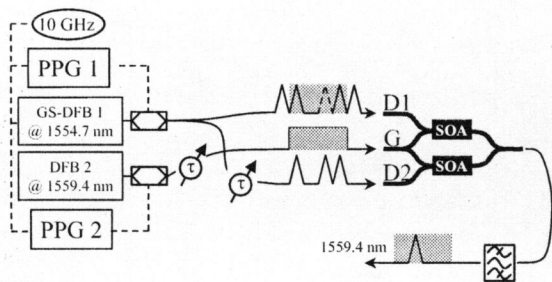 10 GHz
PPG 1
GS-DFB 1
@ 1554.7 nm
DFB 2
@ 1559.4 nm
PPG 2
τ
τ
D1
G
D2
SOA
SOA
1559.4 nm